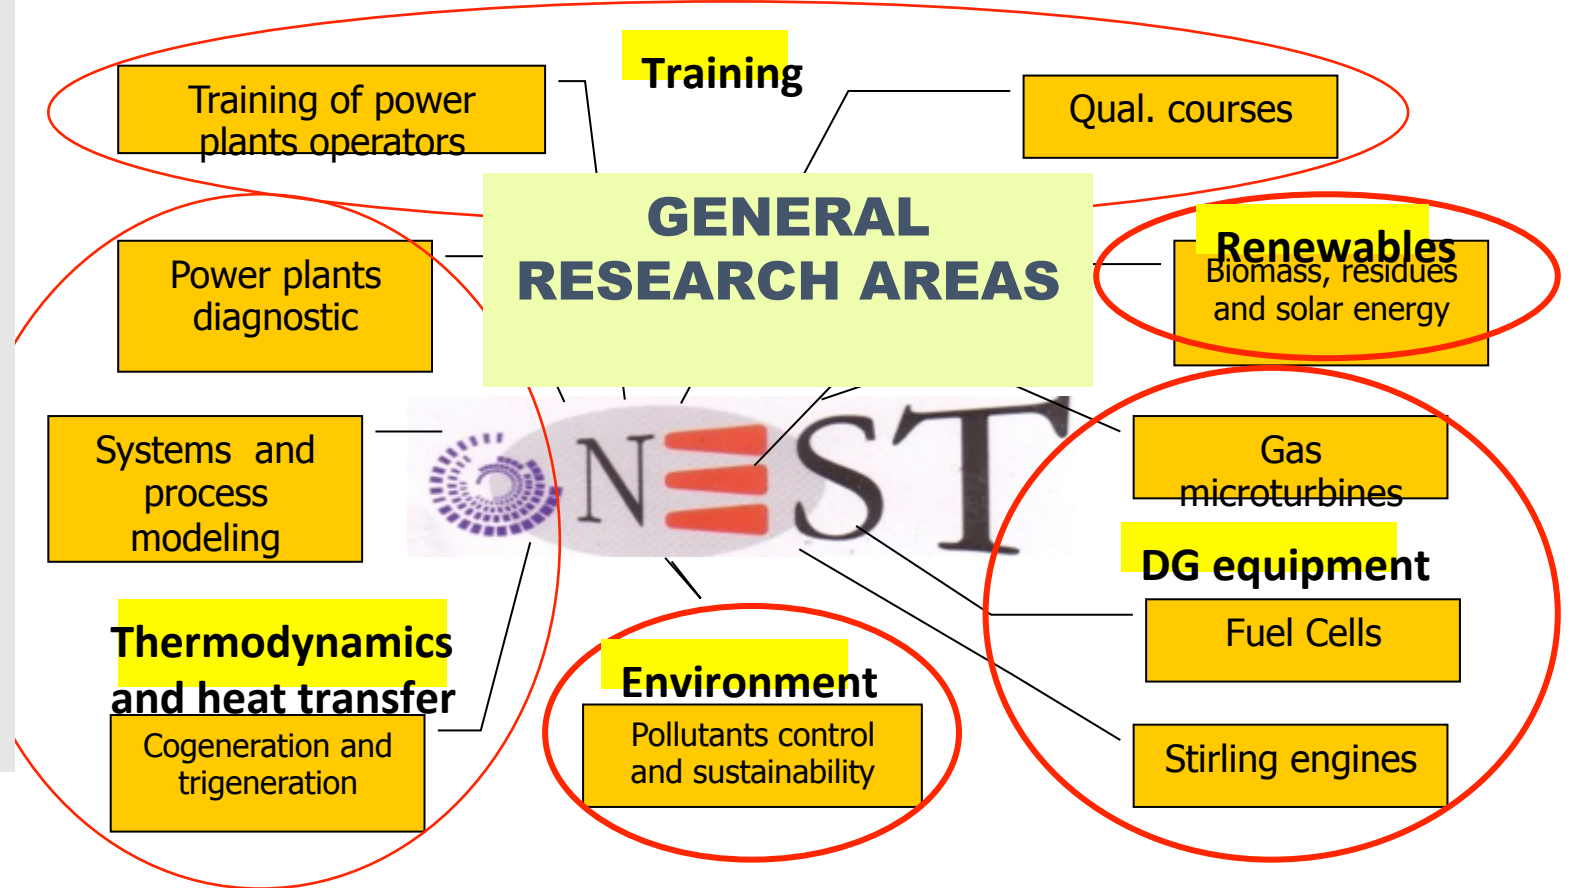 Training
Training of power
plants operators
Qual. courses
GENERAL
RESEARCH AREAS
Renewables
Biomass, residues
and solar energy
Power plants
diagnostic
Systems and
process
modeling
NEST
Gas
microturbines
DG equipment
Fuel Cells
Stirling engines
Thermodynamics
and heat transfer
Cogeneration and
trigeneration
Environment
Pollutants control
and sustainability